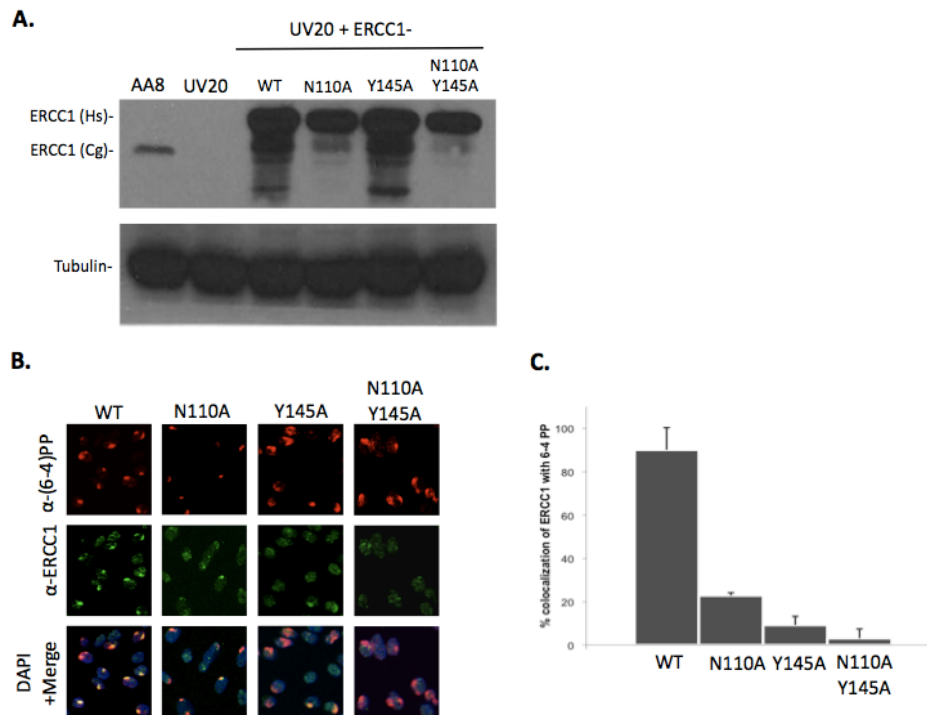 A.
UV20 + ERCC1-
AA8 UV20 WT N110A Y145A N110A Y145A
ERCC1 (Hs)-
ERCC1 (Cg)-
Tubulin-
B.
WT N110A Y145A N110A Y145A
α-(6-4)PP
α-ERCC1
DAPI
+Merge
C.
% colocalization of ERCC1 with 6-4 PP
100
80
60
40
20
0
WT N110A Y145A N110A
Y145A